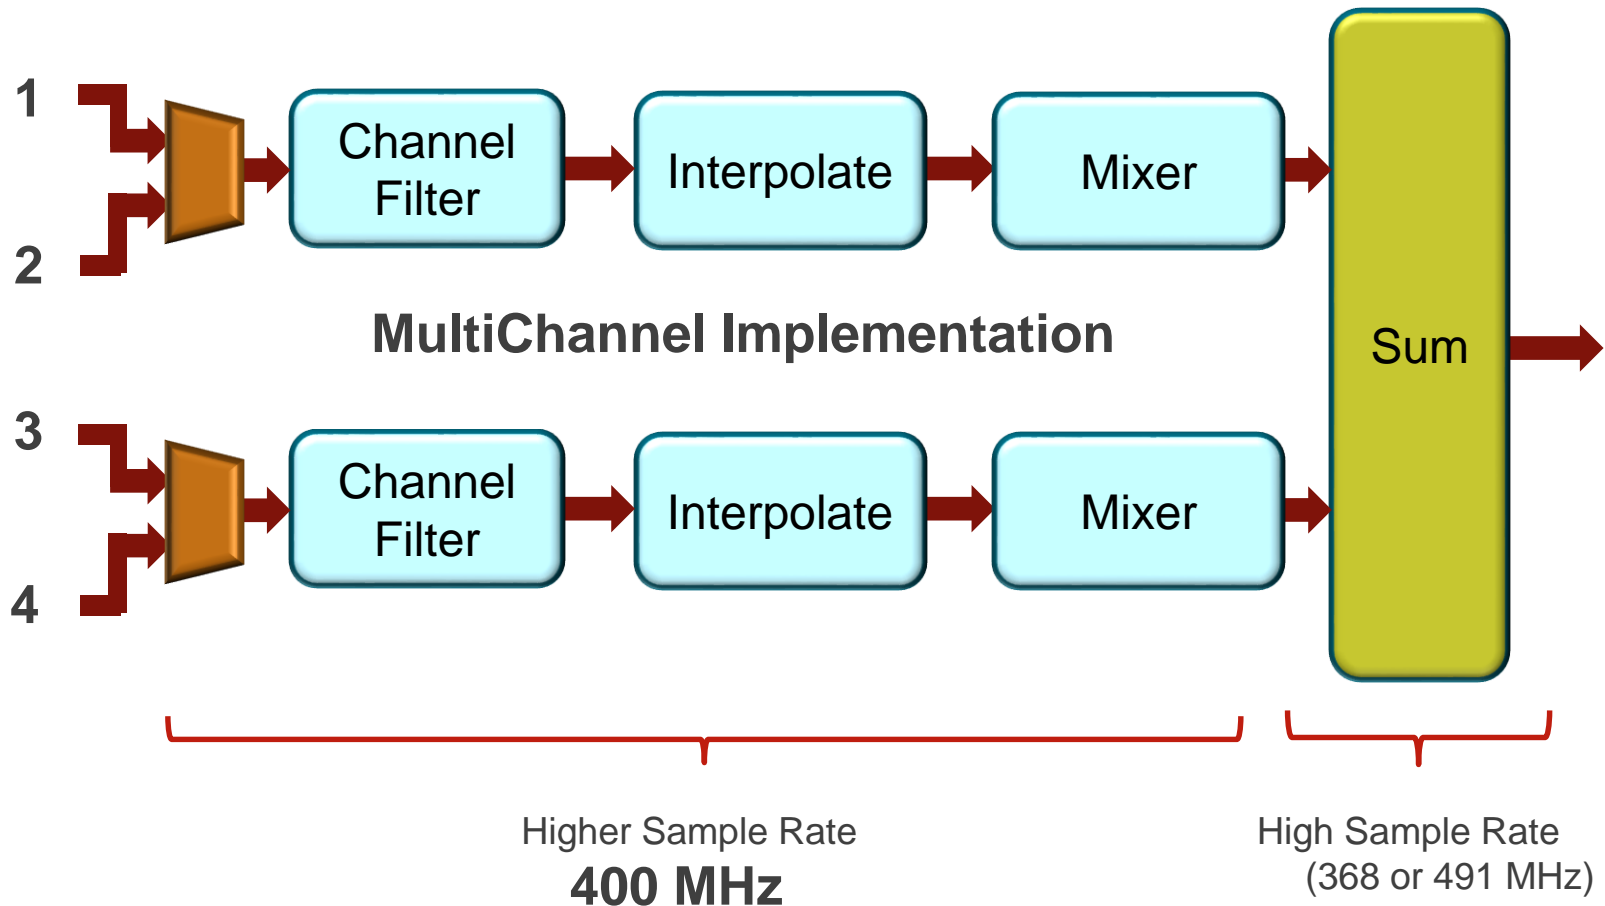 1
Channel
Filter
Interpolate
Mixer
2
MultiChannel Implementation
Sum
3
Channel
Filter
Interpolate
Mixer
4
Higher Sample Rate
400 MHz
High Sample Rate
(368 or 491 MHz)